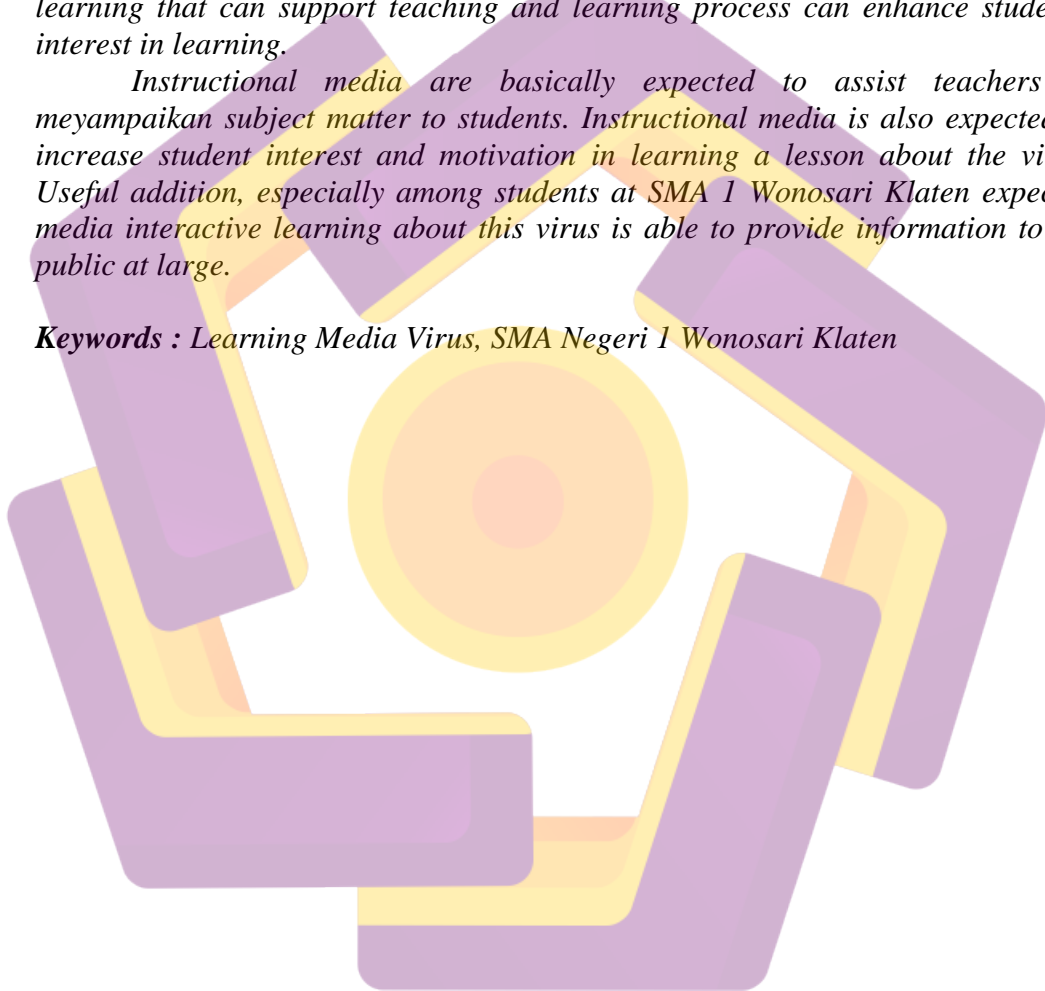 learning that can support teaching and learning process can enhance stude
interest in learning.
Instructional media are basically expected to assist teachers
meyampaikan subject matter to students. Instructional media is also expected
increase student interest and motivation in learning a lesson about the vi
Useful addition, especially among students at SMA 1 Wonosari Klaten expec
media interactive learning about this virus is able to provide information to
public at large.
Keywords : Learning Media Virus, SMA Negeri 1 Wonosari Klaten